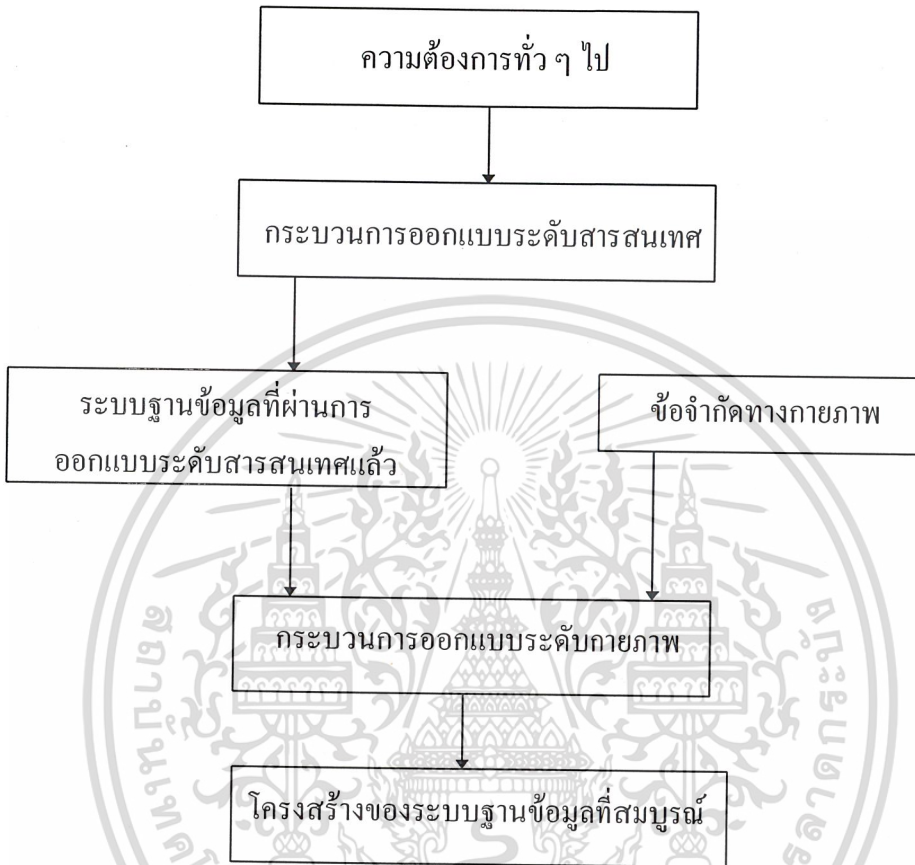 ความต้องการทั่ว ๆ ไป
กระบวนการออกแบบระดับสารสนเทศ
ระบบฐานข้อมูลที่ผ่านการ
ออกแบบระดับสารสนเทศแล้ว
ข้อจำกัดทางกายภาพ
กระบวนการออกแบบระดับกายภาพ
โครงสร้างของระบบฐานข้อมูลที่สมบูรณ์